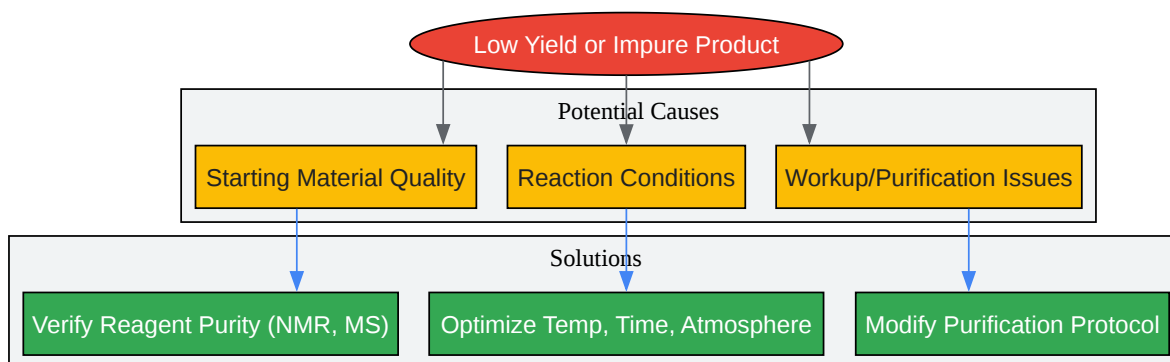 Low Yield or Impure Product
Potential Causes
Starting Material Quality
Reaction Conditions
Workup/Purification Issues
Solutions
Verify Reagent Purity (NMR, MS)
Optimize Temp, Time, Atmosphere
Modify Purification Protocol